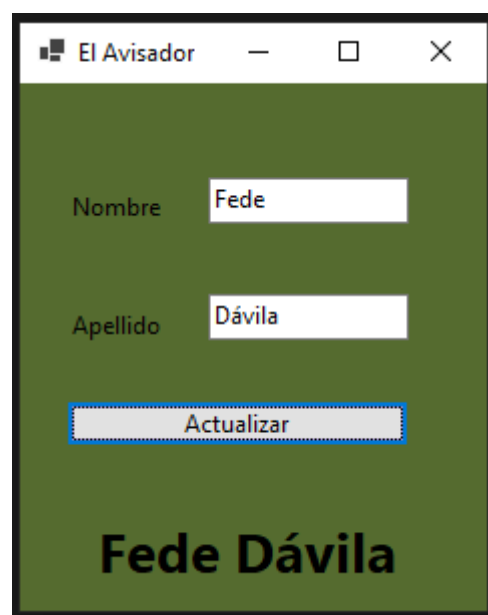 El Avisador
Nombre Fede
Apellido Dávila
Actualizar
Fede Dávila